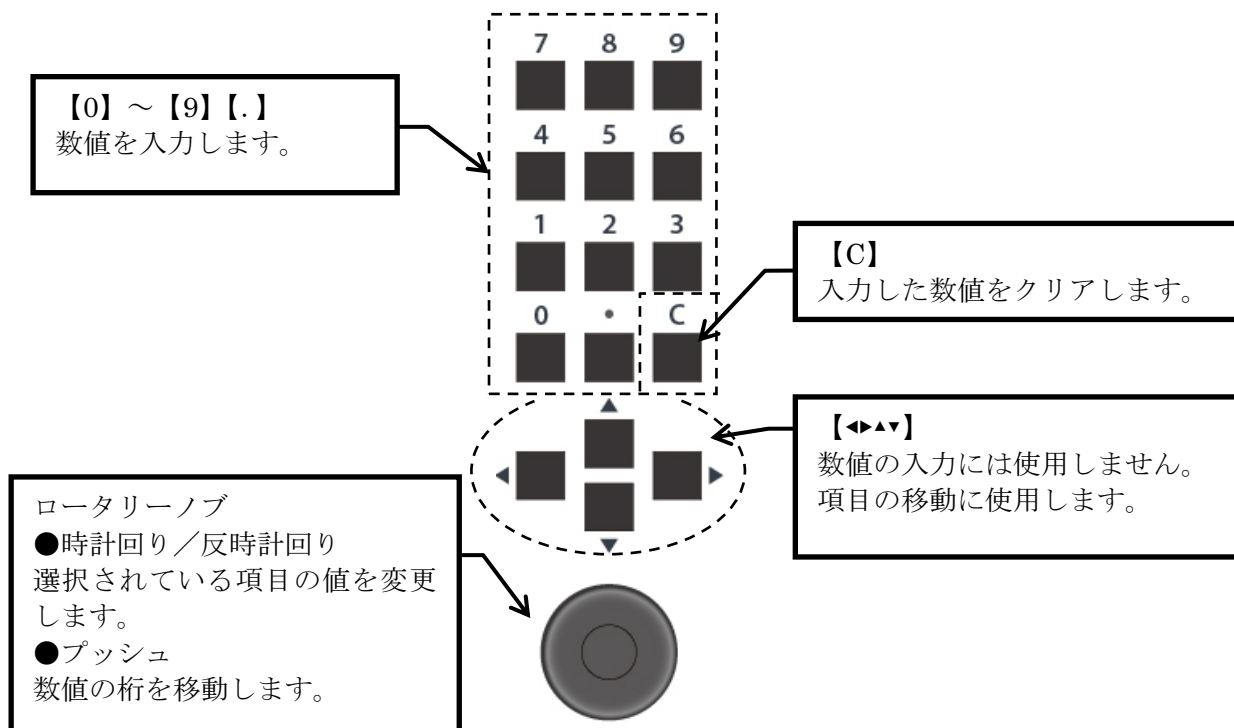 7 8 9
【0】～【9】【.】
数値を入力します。
4 5 6
1 2 3
【C】
入力した数値をクリアします。
0 • C
▲
【◀▶▲▼】
数値の入力には使用しません。
項目の移動に使用します。
◀ ▶
▼
ロータリーノブ
●時計回り／反時計回り
選択されている項目の値を変更
します。
●プッシュ
数値の桁を移動します。